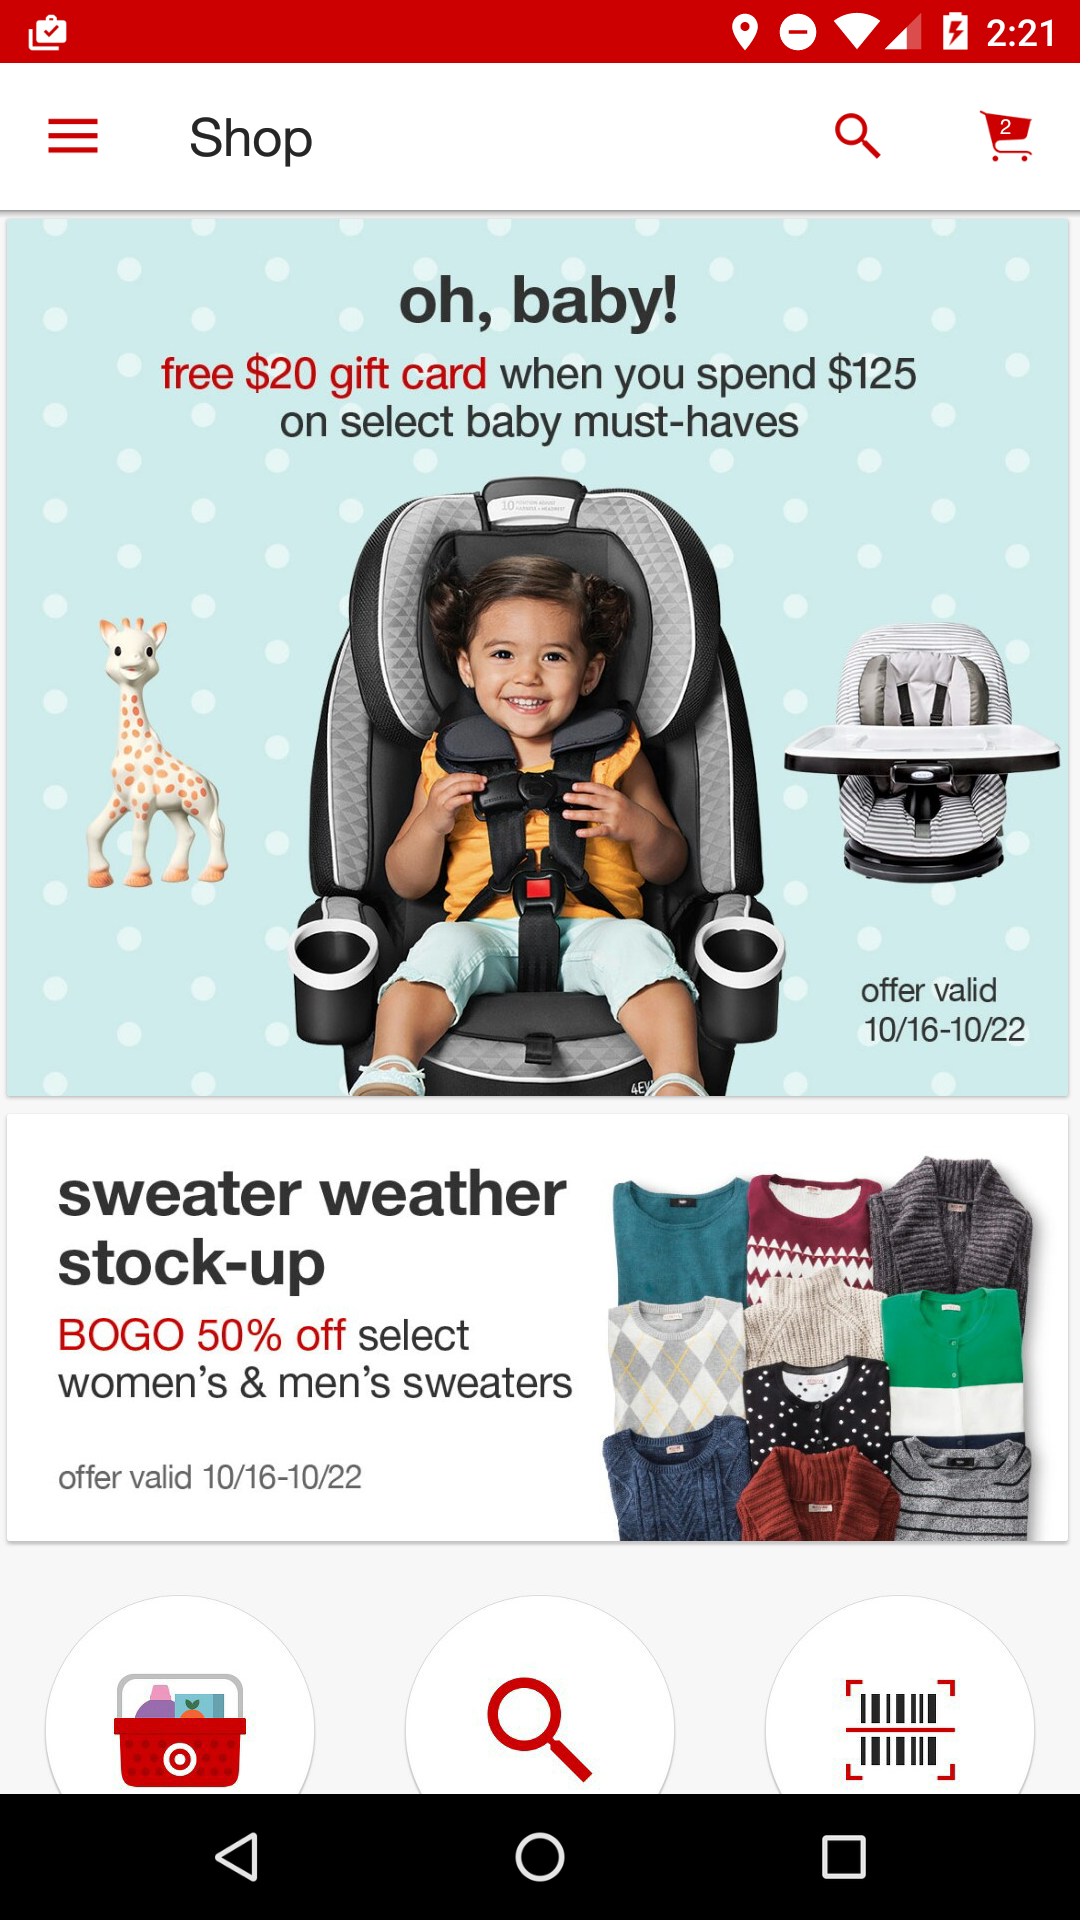 2:21
Shop
2
oh, baby!
free $20 gift card when you spend $125
on select baby must-haves
10
4EV
offer valid
10/16-10/22
sweater weather
stock-up
BOGO 50% off select
women’s & men’s sweaters
offer valid 10/16-10/22